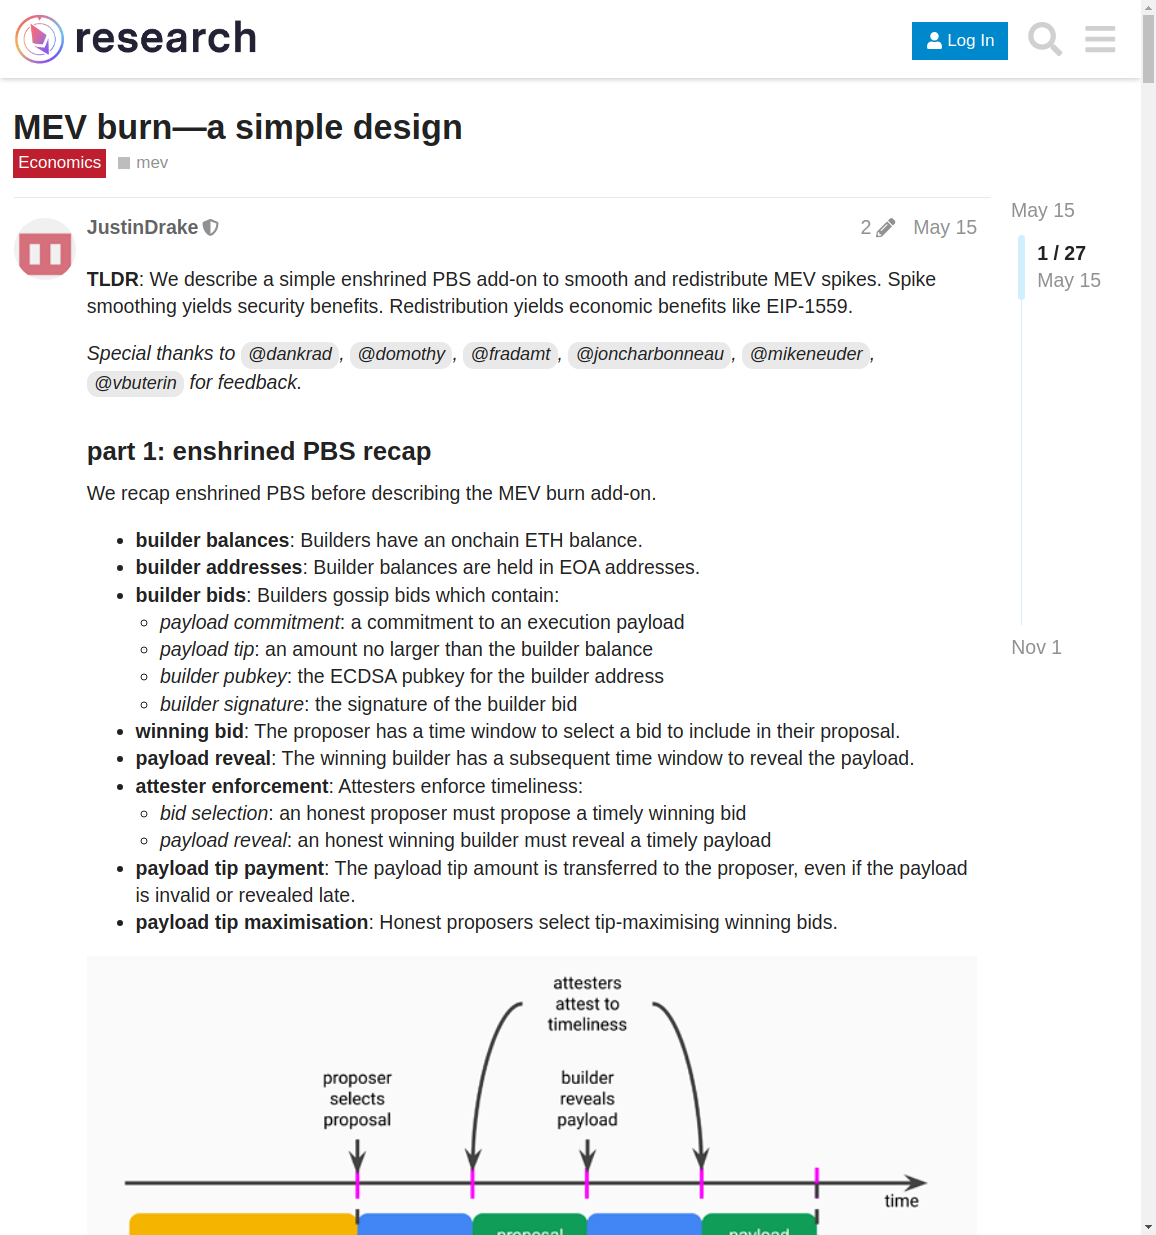 research
Log In
MEV burn—a simple design
Economics
mev
JustinDrake
2
May 15
TLDR: We describe a simple enshrined PBS add-on to smooth and redistribute MEV spikes. Spike
smoothing yields security benefits. Redistribution yields economic benefits like EIP-1559.
Special thanks to @dankrad, @domothy, @fradamt, @joncharbonneau, @mikeneuder,
@vbuterin for feedback.
part 1: enshrined PBS recap
We recap enshrined PBS before describing the MEV burn add-on.
• builder balances: Builders have an onchain ETH balance.
• builder addresses: Builder balances are held in EOA addresses.
• builder bids: Builders gossip bids which contain:
◦ payload commitment: a commitment to an execution payload
◦ payload tip: an amount no larger than the builder balance
◦ builder pubkey: the ECDSA pubkey for the builder address
◦ builder signature: the signature of the builder bid
• winning bid: The proposer has a time window to select a bid to include in their proposal.
• payload reveal: The winning builder has a subsequent time window to reveal the payload.
• attester enforcement: Attesters enforce timeliness:
◦ bid selection: an honest proposer must propose a timely winning bid
◦ payload reveal: an honest winning builder must reveal a timely payload
• payload tip payment: The payload tip amount is transferred to the proposer, even if the payload
is invalid or revealed late.
• payload tip maximisation: Honest proposers select tip-maximising winning bids.
attesters
attest to
timeliness
proposer
selects
proposal
builder
reveals
payload
time
proposal
payload
May 15
1 / 27
May 15
Nov 1